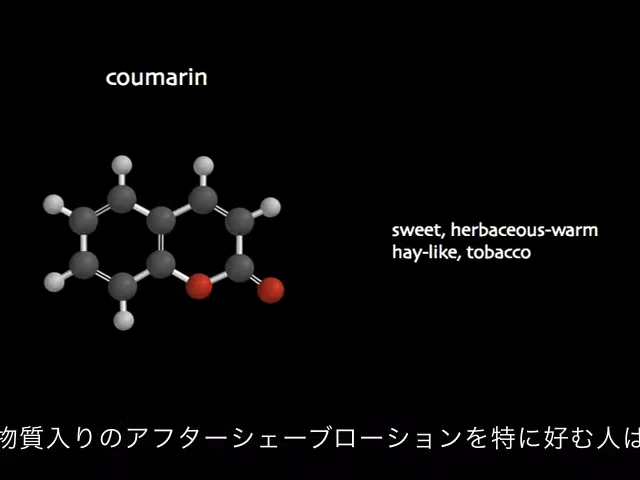 coumarin
sweet, herbaceous-warm
hay-like, tobacco
物質入りのアフターシェーブローションを特に好む人は